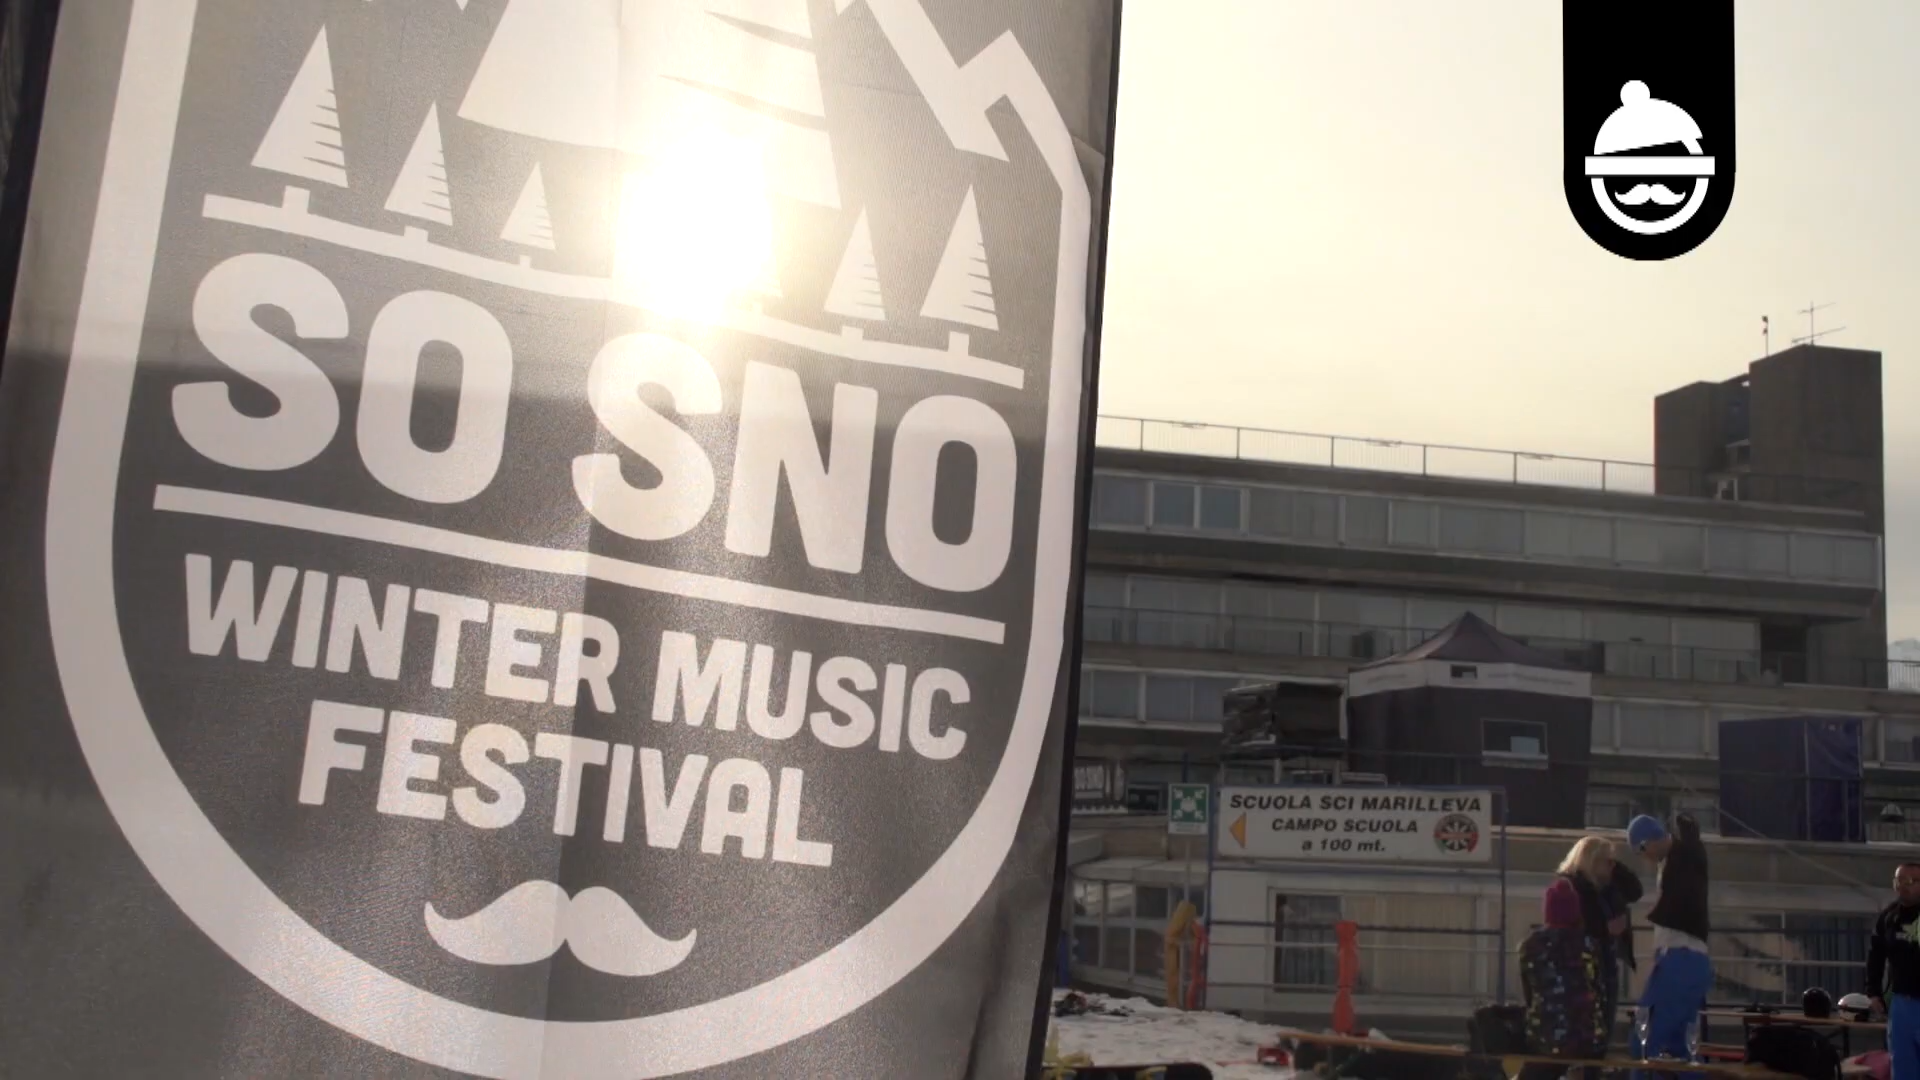 SO SNO
WINTER MUSIC
FESTIVAL
SCUOLA SCI MARILLEVA
CAMPO SCUOLA
a 100 mt.